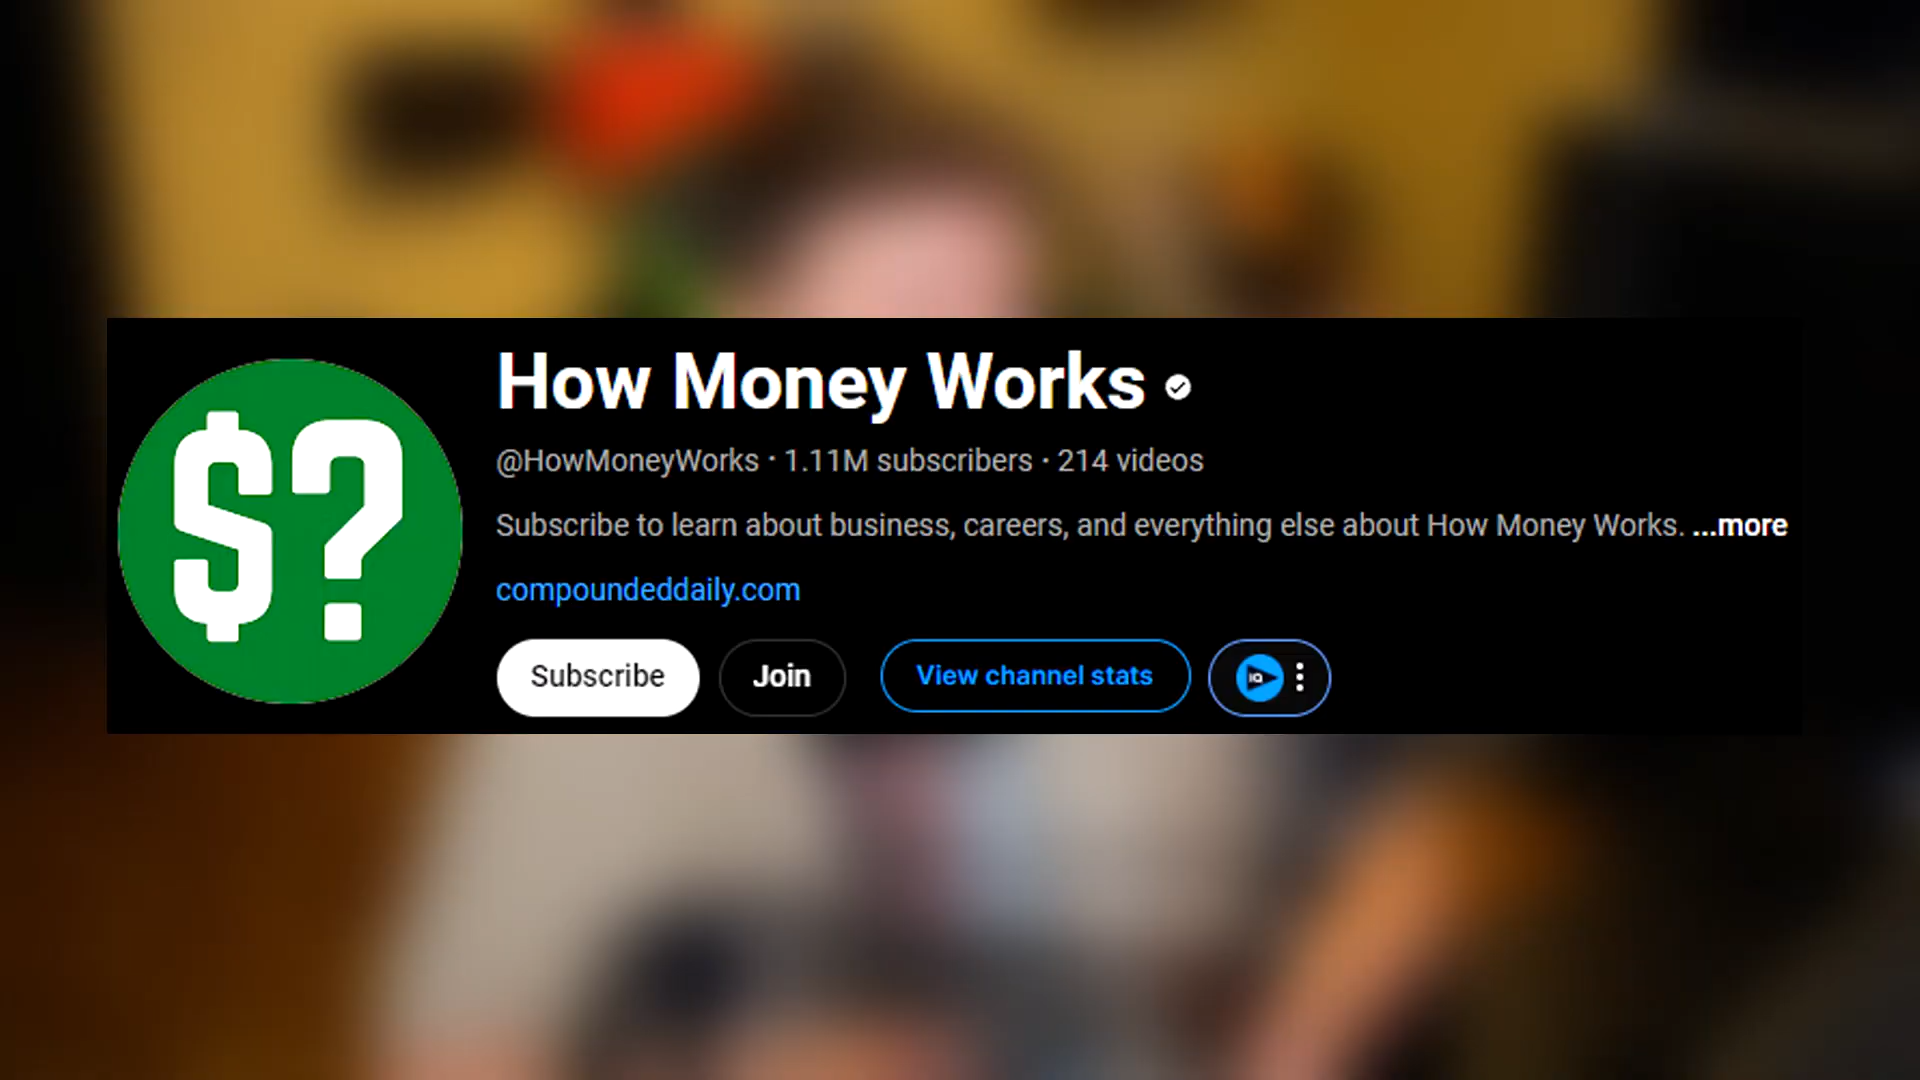 $?
How Money Works
@HowMoneyWorks · 1.11M subscribers · 214 videos
Subscribe to learn about business, careers, and everything else about How Money Works. ...more
compoundeddaily.com
Subscribe Join View channel stats IQ